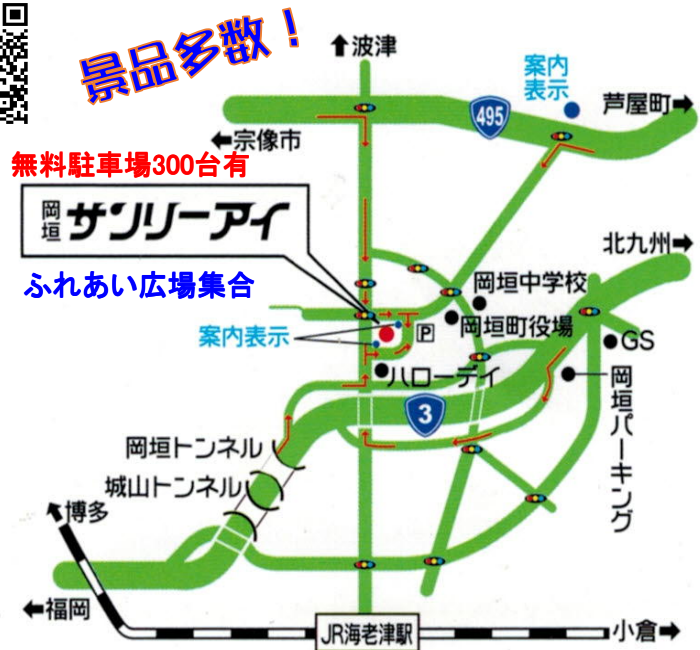 景品多数！
波津
案内
表示
芦屋町
495
宗像市
無料駐車場300台有
岡垣
サンリーアイ
北九州
ふれあい広場集合
岡垣中学校
案内表示
P
岡垣町役場
GS
ハローデイ
岡垣パーキング
3
岡垣トンネル
城山トンネル
博多
福岡
JR海老津駅
小倉